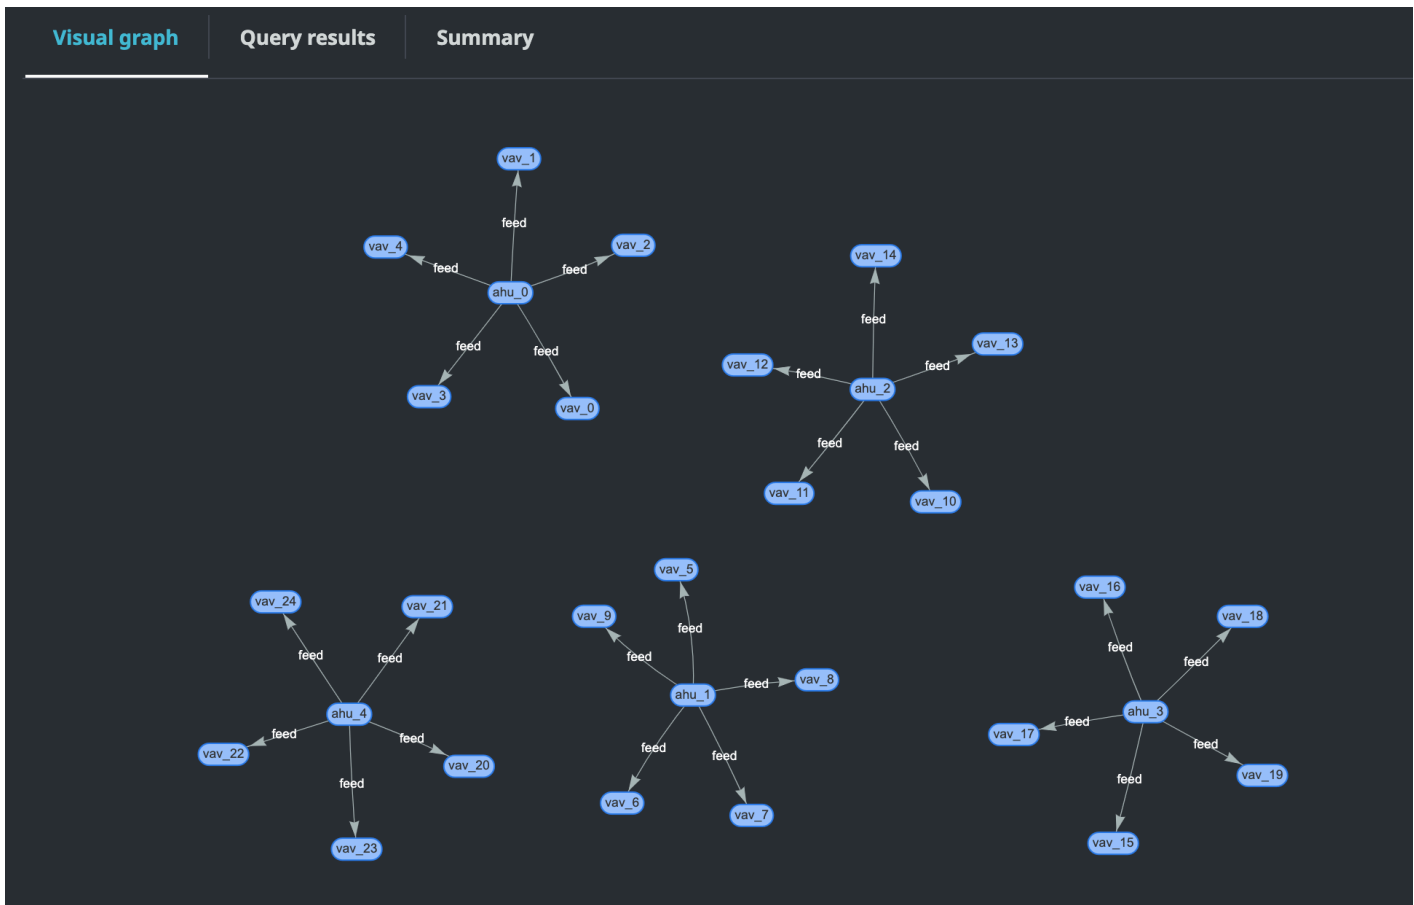 Visual graph
Query results
Summary
vav_1
feed
vav_4
vav_2
feed
feed
ahu_0
feed
feed
vav_3
vav_0
vav_14
feed
vav_13
vav_12
feed
feed
ahu_2
feed
feed
vav_11
vav_10
vav_24
vav_21
feed
feed
ahu_4
feed
feed
vav_22
vav_20
feed
vav_23
vav_5
vav_9
feed
feed
vav_8
feed
ahu_1
feed
feed
vav_6
vav_7
vav_16
vav_18
feed
feed
ahu_3
feed
vav_17
feed
vav_19
feed
vav_15